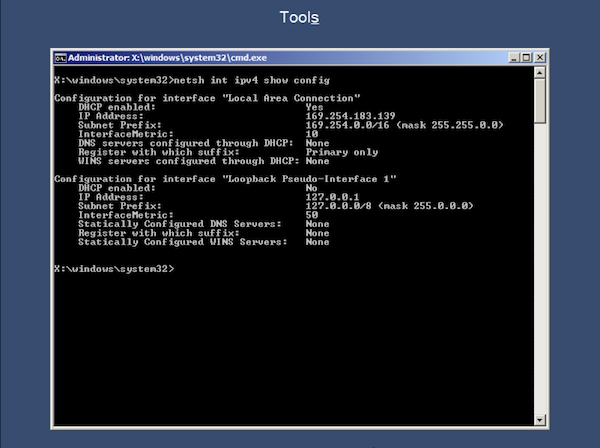 Tools
Administrator: X:\windows\system32\cmd.exe
X:\windows\system32>netsh int ipv4 show config
Configuration for interface "Local Area Connection"
DHCP enabled: Yes
IP Address: 169.254.183.139
Subnet Prefix: 169.254.0.0/16 (mask 255.255.0.0)
InterfaceMetric: 10
DNS servers configured through DHCP: None
Register with which suffix: Primary only
WINS servers configured through DHCP: None
Configuration for interface "Loopback Pseudo-Interface 1"
DHCP enabled: No
IP Address: 127.0.0.1
Subnet Prefix: 127.0.0.0/8 (mask 255.0.0.0)
InterfaceMetric: 50
Statically Configured DNS Servers: None
Register with which suffix: None
Statically Configured WINS Servers: None
X:\windows\system32>